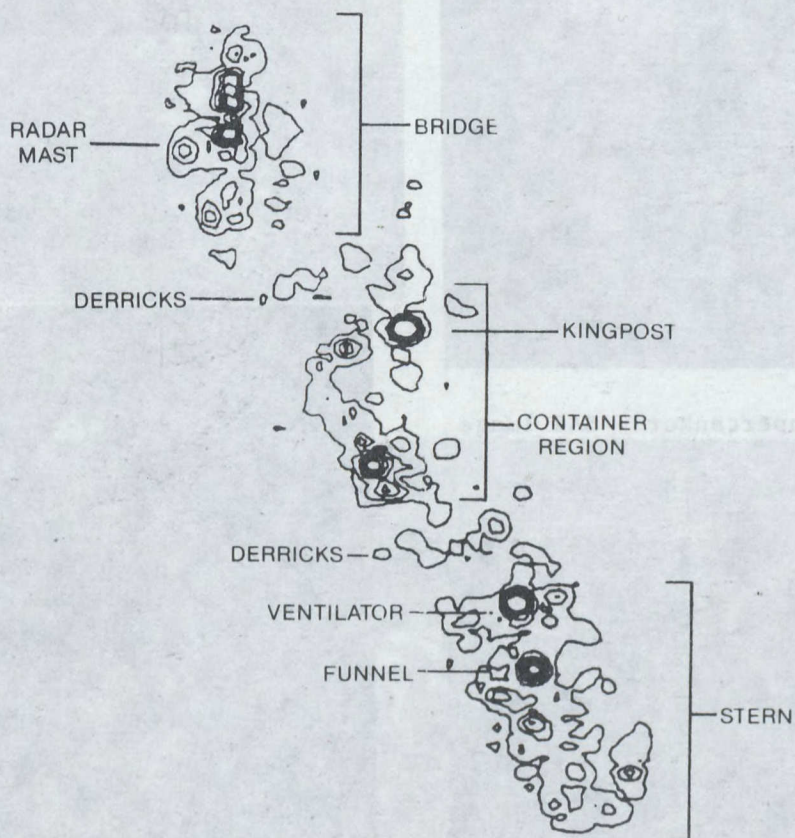 RADAR
MAST
BRIDGE
DERRICKS
KINGPOST
CONTAINER
REGION
DERRICKS
VENTILATOR
FUNNEL
STERN